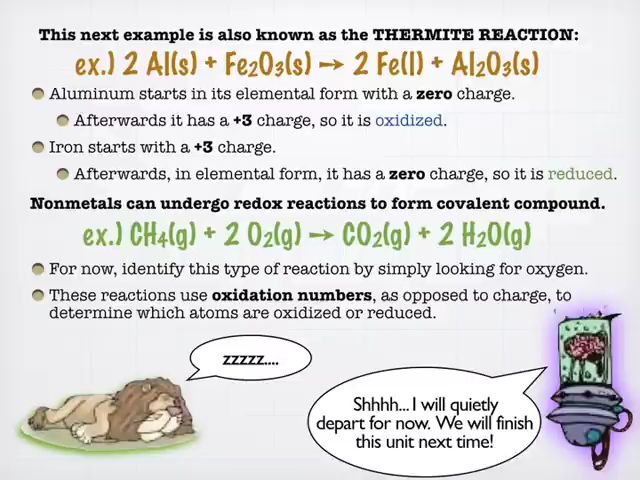 This next example is also known as the THERMITE REACTION:
ex.) 2 Al(s) + Fe₂O₃(s) → 2 Fe(l) + Al₂O₃(s)
Aluminum starts in its elemental form with a zero charge.
Afterwards it has a +3 charge, so it is oxidized.
Iron starts with a +3 charge.
Afterwards, in elemental form, it has a zero charge, so it is reduced.
Nonmetals can undergo redox reactions to form covalent compound.
ex.) CH₄(g) + 2 O₂(g) → CO₂(g) + 2 H₂O(g)
For now, identify this type of reaction by simply looking for oxygen.
These reactions use oxidation numbers, as opposed to charge, to
determine which atoms are oxidized or reduced.
zzzzz....
Shhhh... I will quietly
depart for now. We will finish
this unit next time!